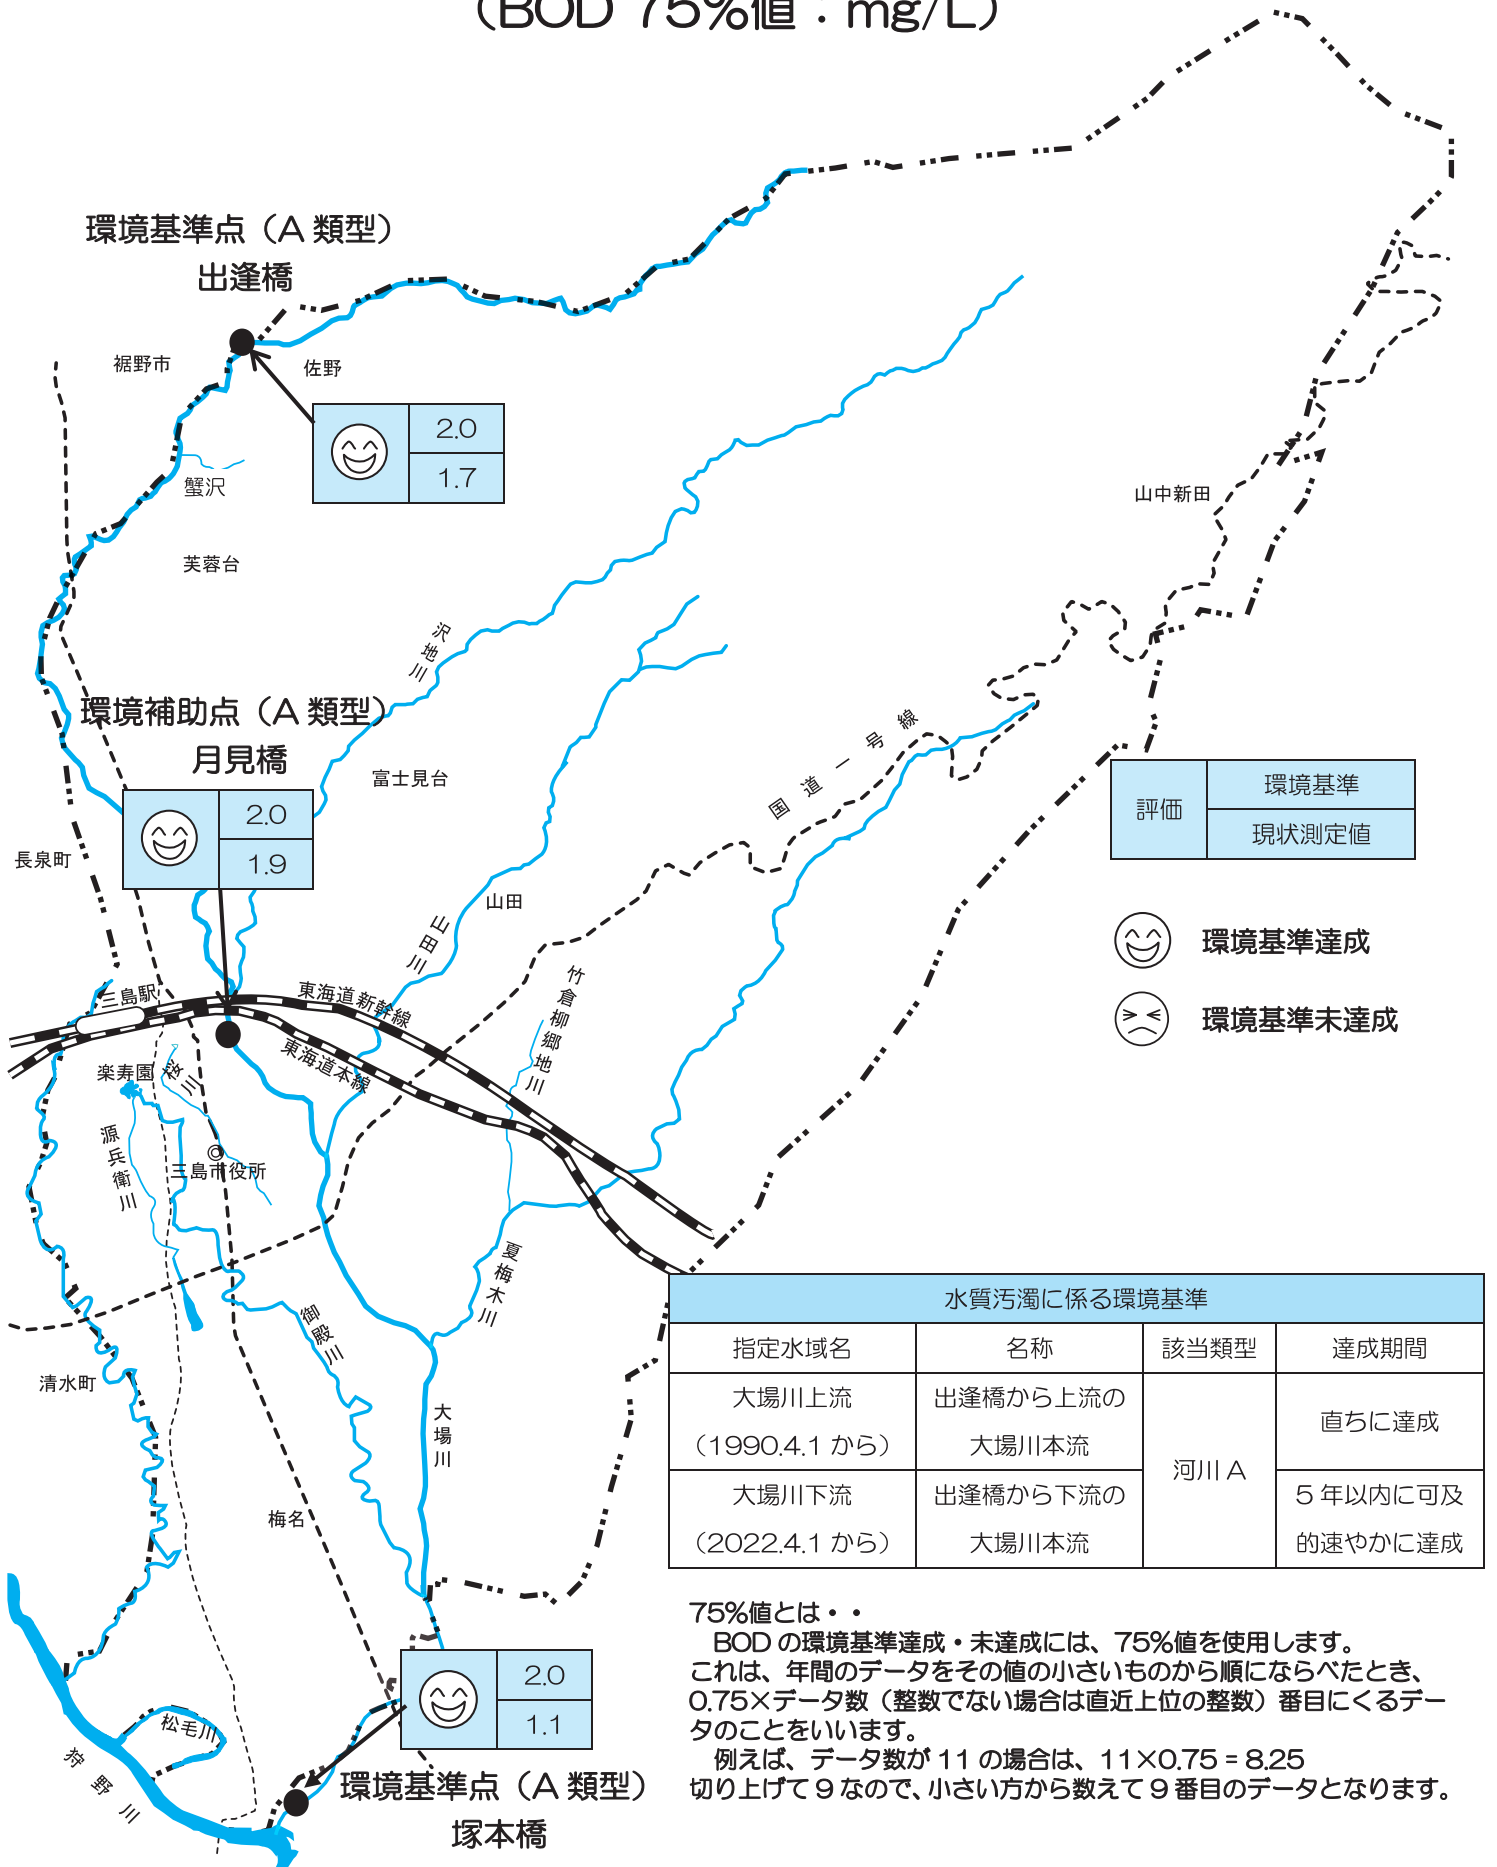 （BOD 75%値：mg/L）
環境基準点（A 類型）
出逢橋
裾野市
佐野
2.0
1.7
蟹沢
山中新田
芙蓉台
沢地川
環境補助点（A 類型）
月見橋
国道一号線
富士見台
2.0
1.9
長泉町
評価
環境基準
現状測定値
山田
山田川
環境基準達成
竹倉柳郷地川
三島駅
東海道新幹線
環境基準未達成
東海道本線
楽寿園
桜川
源兵衛川
三島市役所
夏梅木川
御殿川
水質汚濁に係る環境基準
指定水域名
名称
該当類型
達成期間
大場川上流
（1990.4.1 から）
出逢橋から上流の
大場川本流
河川 A
直ちに達成
大場川下流
（2022.4.1 から）
出逢橋から下流の
大場川本流
5 年以内に可及
的速やかに達成
清水町
大場川
梅名
75%値とは・・
BOD の環境基準達成・未達成には、75%値を使用します。
これは、年間のデータをその値の小さいものから順にならべたとき、
0.75×データ数（整数でない場合は直近上位の整数）番目にくるデー
タのことをいいます。
例えば、データ数が 11 の場合は、11×0.75 = 8.25
切り上げて 9 なので、小さい方から数えて 9 番目のデータとなります。
2.0
1.1
松毛川
狩野川
環境基準点（A 類型）
塚本橋